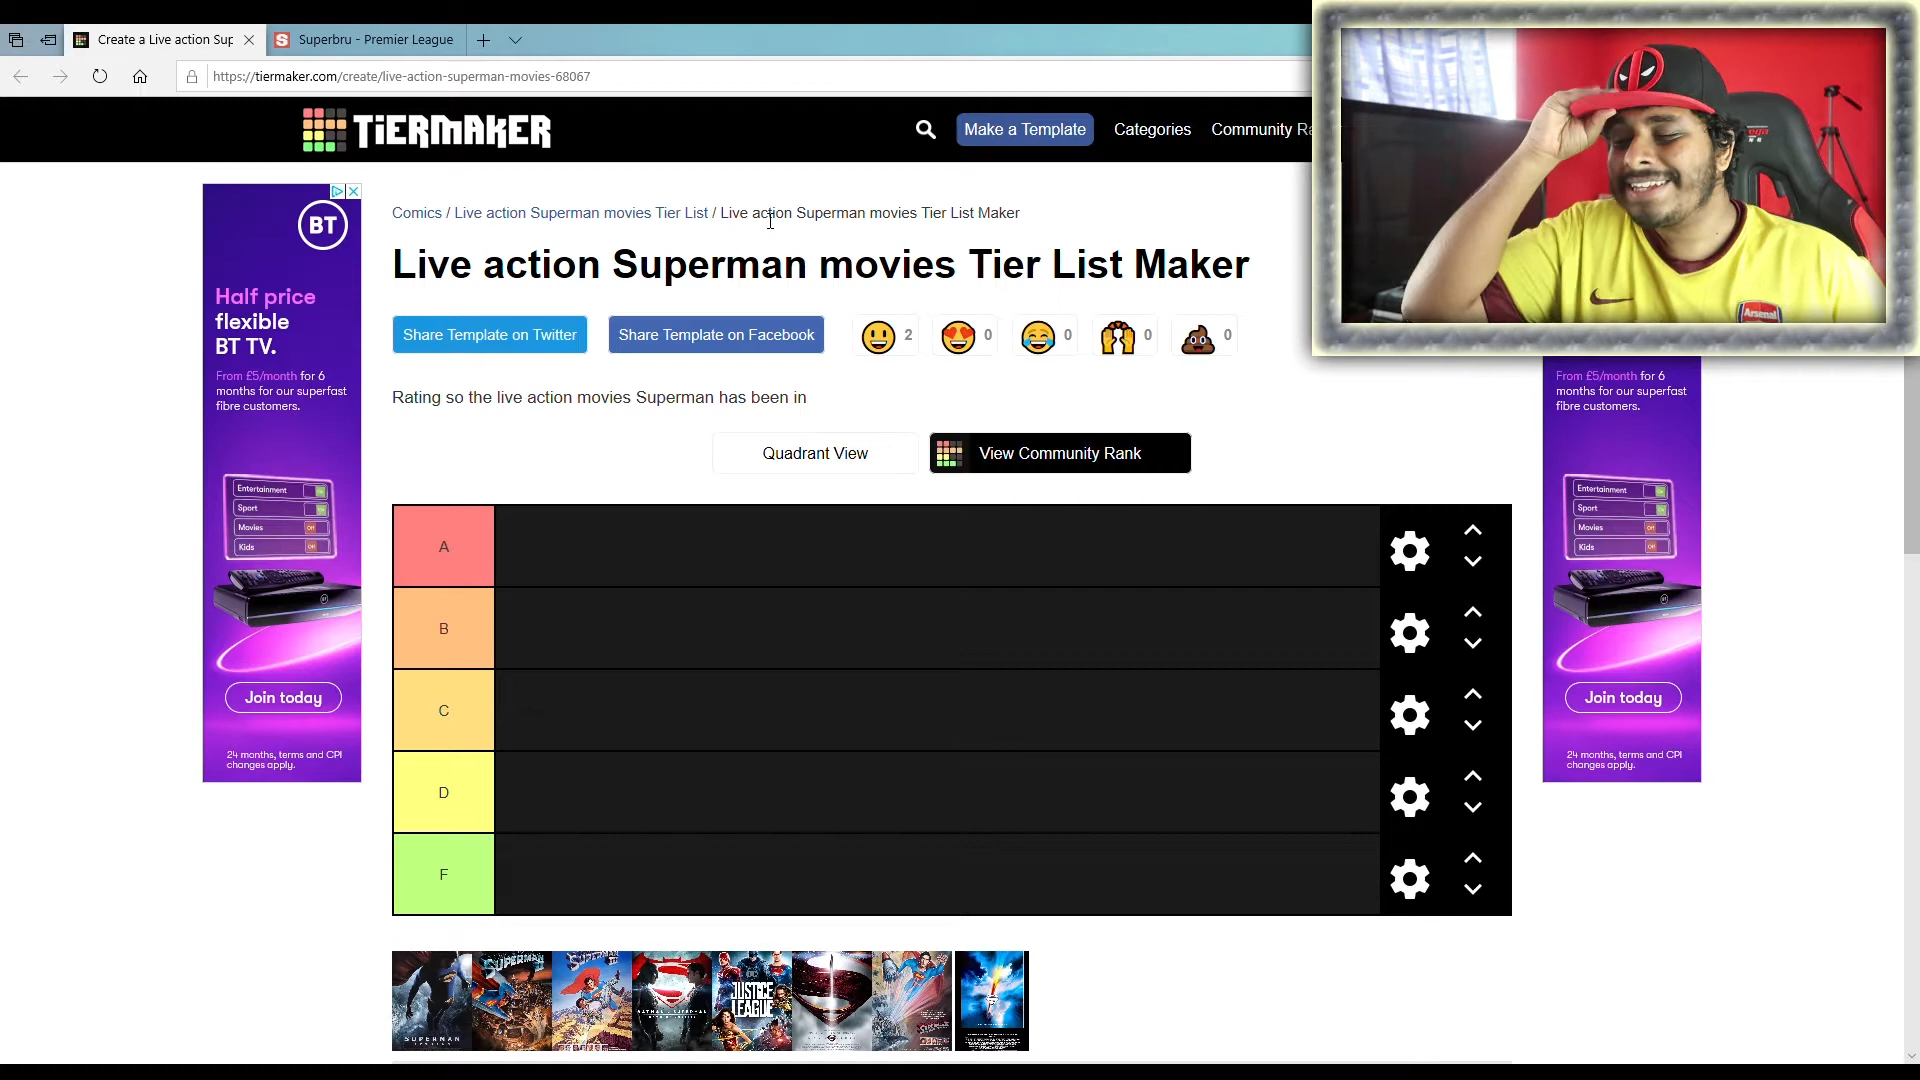 Create a Live action Sup
Superbru - Premier League
https://tiermaker.com/create/live-action-superman-movies-68067
TiERMAKER
Make a Template
Categories
Community Ra
Comics / Live action Superman movies Tier List / Live action Superman movies Tier List Maker
Live action Superman movies Tier List Maker
Share Template on Twitter
Share Template on Facebook
2
0
0
0
0
Rating so the live action movies Superman has been in
Quadrant View
View Community Rank
A
B
C
D
F
BT
Half price
flexible
BT TV.
From £5/month for 6
months for our superfast
fibre customers.
Entertainment
Sport
Movies
Kids
Join today
24 months, terms and CPI
changes apply.
From £5/month for 6
months for our superfast
fibre customers.
Entertainment
Sport
Movies
Kids
Join today
24 months, terms and CPI
changes apply.
Arsenal
SUPERMAN
SUPERMAN II
SUPERMAN III
JUSTICE
LEAGUE